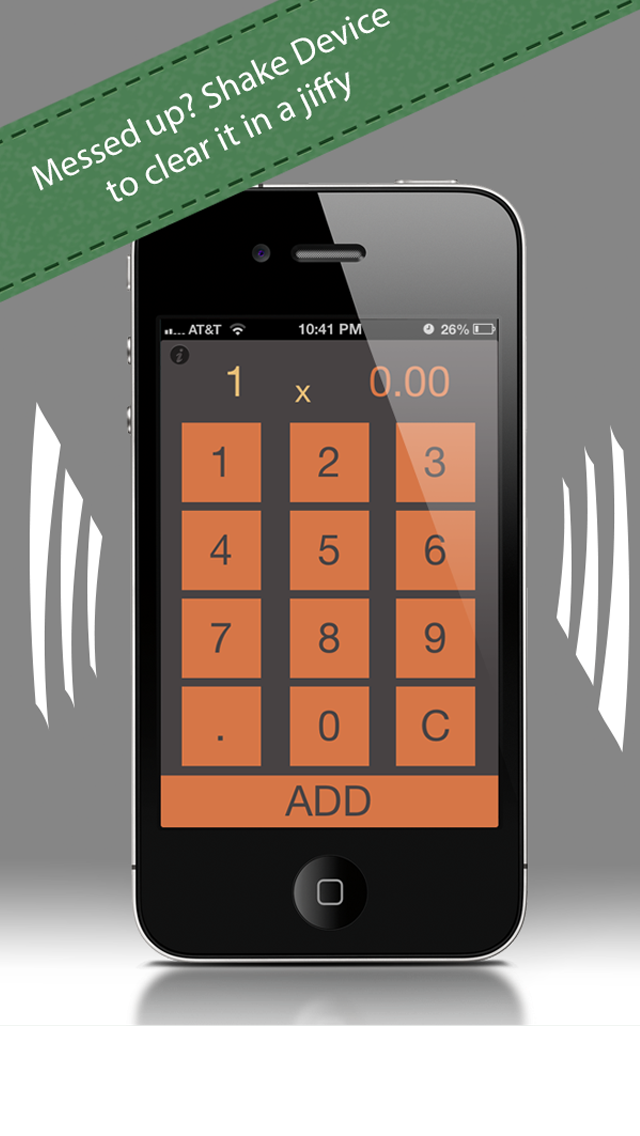 Messed up? Shake Device
to clear it in a jiffy
AT&T 10:41 PM 26%
i
1 x 0.00
1 2 3
4 5 6
7 8 9
. 0 C
ADD